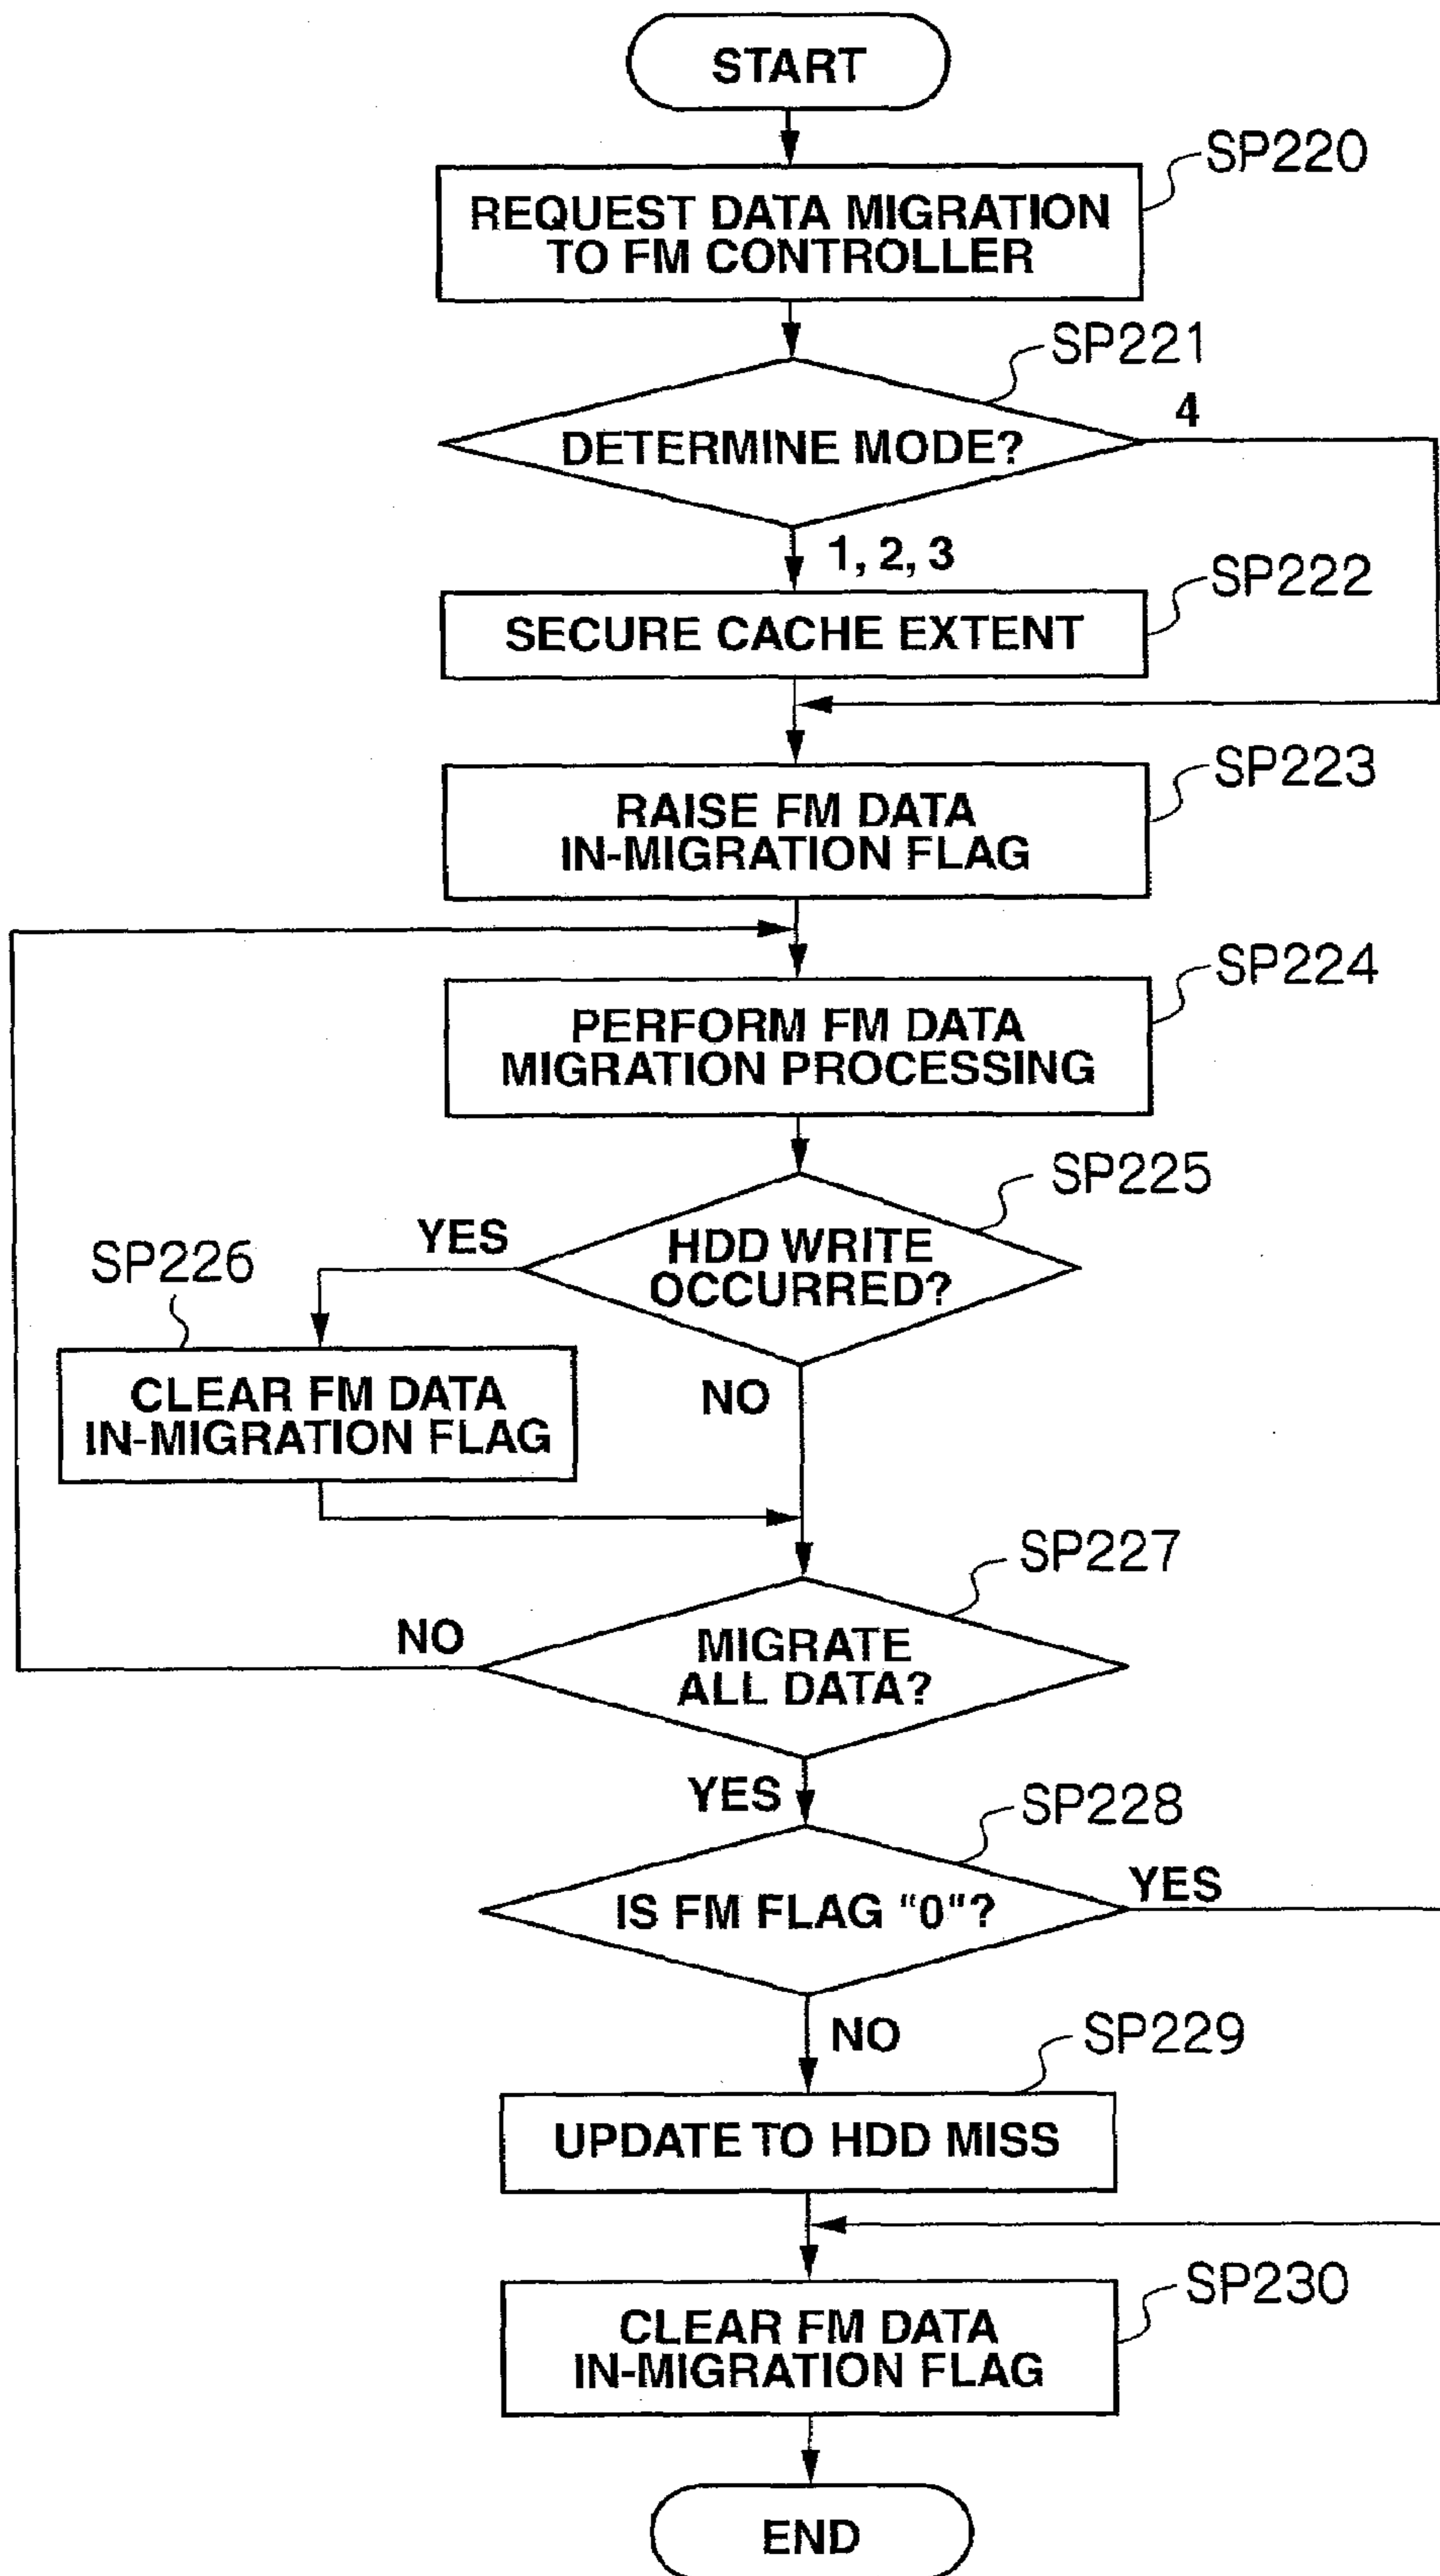 START
SP220
REQUEST DATA MIGRATION
TO FM CONTROLLER
SP221
4
DETERMINE MODE?
1, 2, 3
SP222
SECURE CACHE EXTENT
SP223
RAISE FM DATA
IN-MIGRATION FLAG
SP224
PERFORM FM DATA
MIGRATION PROCESSING
SP225
YES
HDD WRITE
OCCURRED?
SP226
CLEAR FM DATA
IN-MIGRATION FLAG
NO
SP227
NO
MIGRATE
ALL DATA?
YES
SP228
YES
IS FM FLAG "0"?
NO
SP229
UPDATE TO HDD MISS
SP230
CLEAR FM DATA
IN-MIGRATION FLAG
END